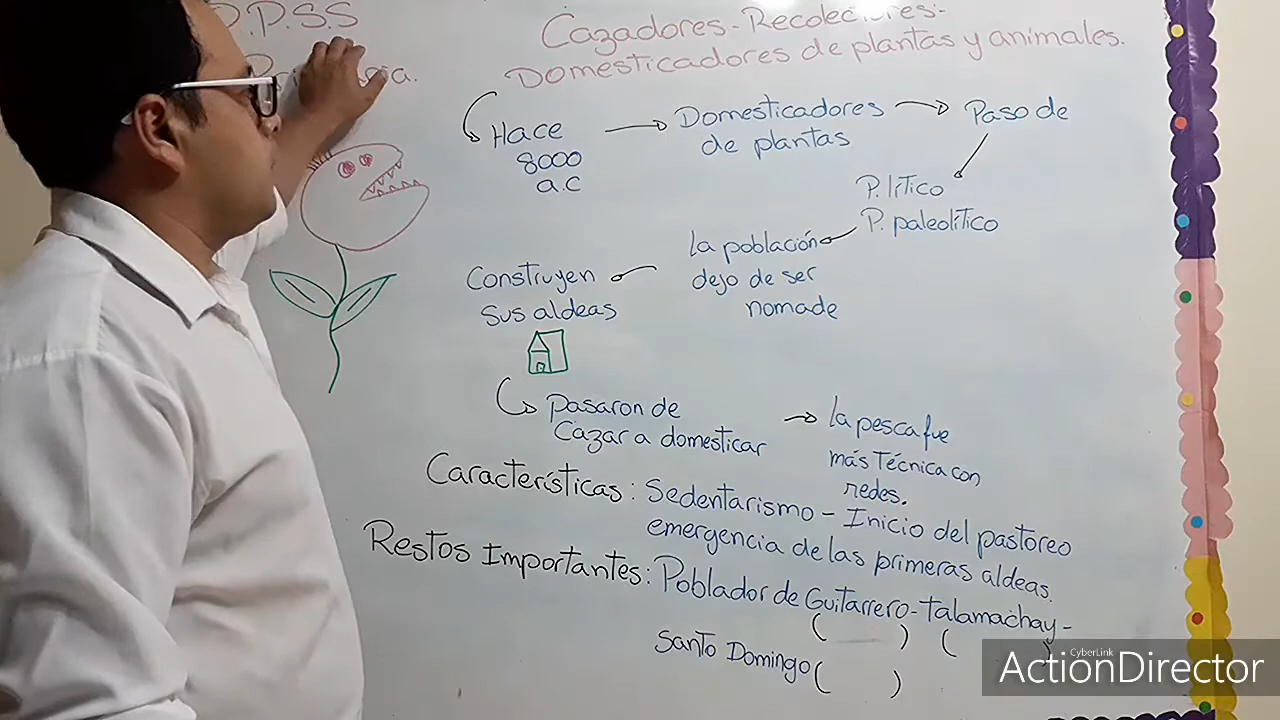 P.P.S.S
Cazadores-Recolectores:
Domesticadores de plantas y animales.
Hace
8000
a.c
Domesticadores
de plantas
Paso de
P. lítico
P. paleolítico
la población
dejo de ser
nomade
Construyen
sus aldeas
Pasaron de
Cazar a domesticar
la pesca fue
más Técnica con
redes.
Características: Sedentarismo - Inicio del pastoreo
emergencia de las primeras aldeas.
Restos Importantes: Poblador de Guitarrero - Talamachay -
( ) ( )
Santo Domingo ( )
CyberLink
ActionDirector